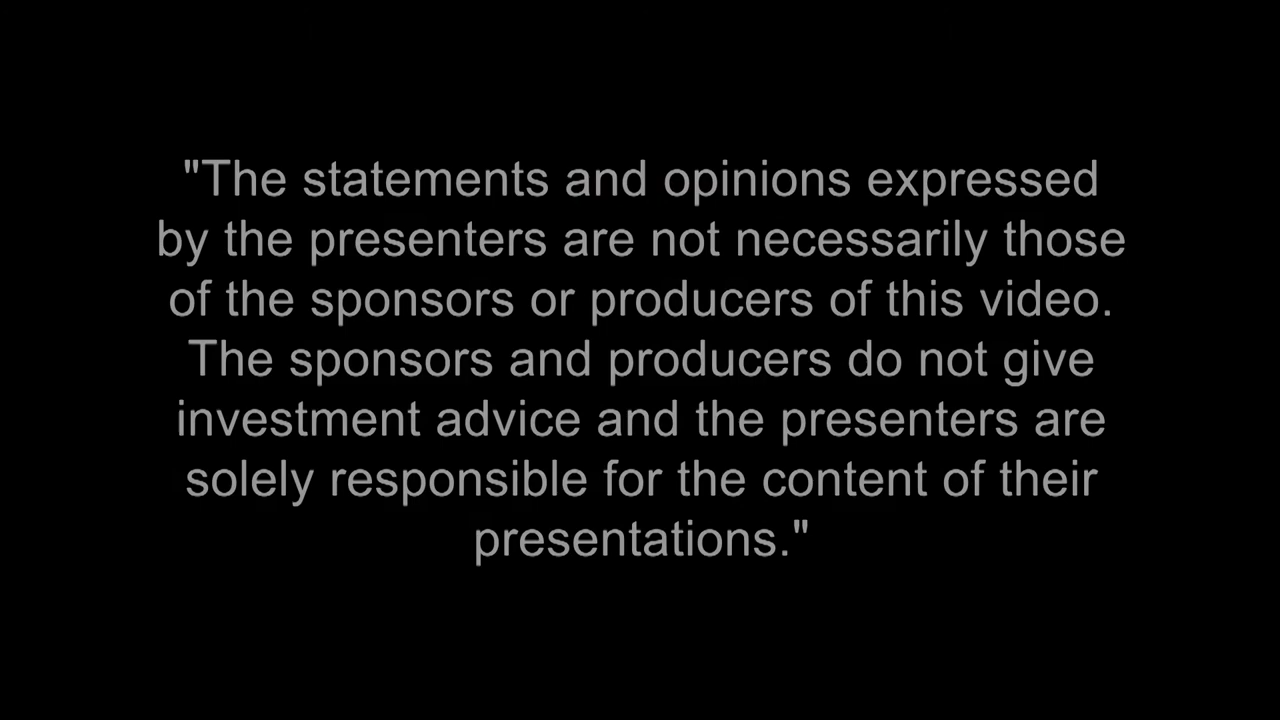 "The statements and opinions expressed
by the presenters are not necessarily those
of the sponsors or producers of this video.
The sponsors and producers do not give
investment advice and the presenters are
solely responsible for the content of their
presentations."